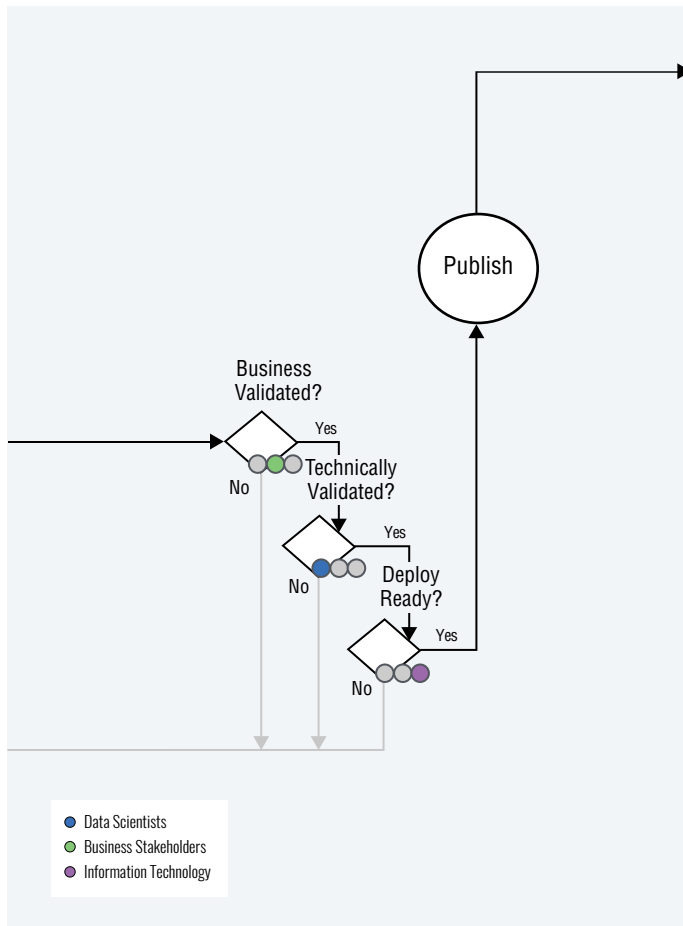 Publish
Business
Validated?
Yes
No
Technically
Validated?
Yes
No
Deploy
Ready?
Yes
No
Data Scientists
Business Stakeholders
Information Technology